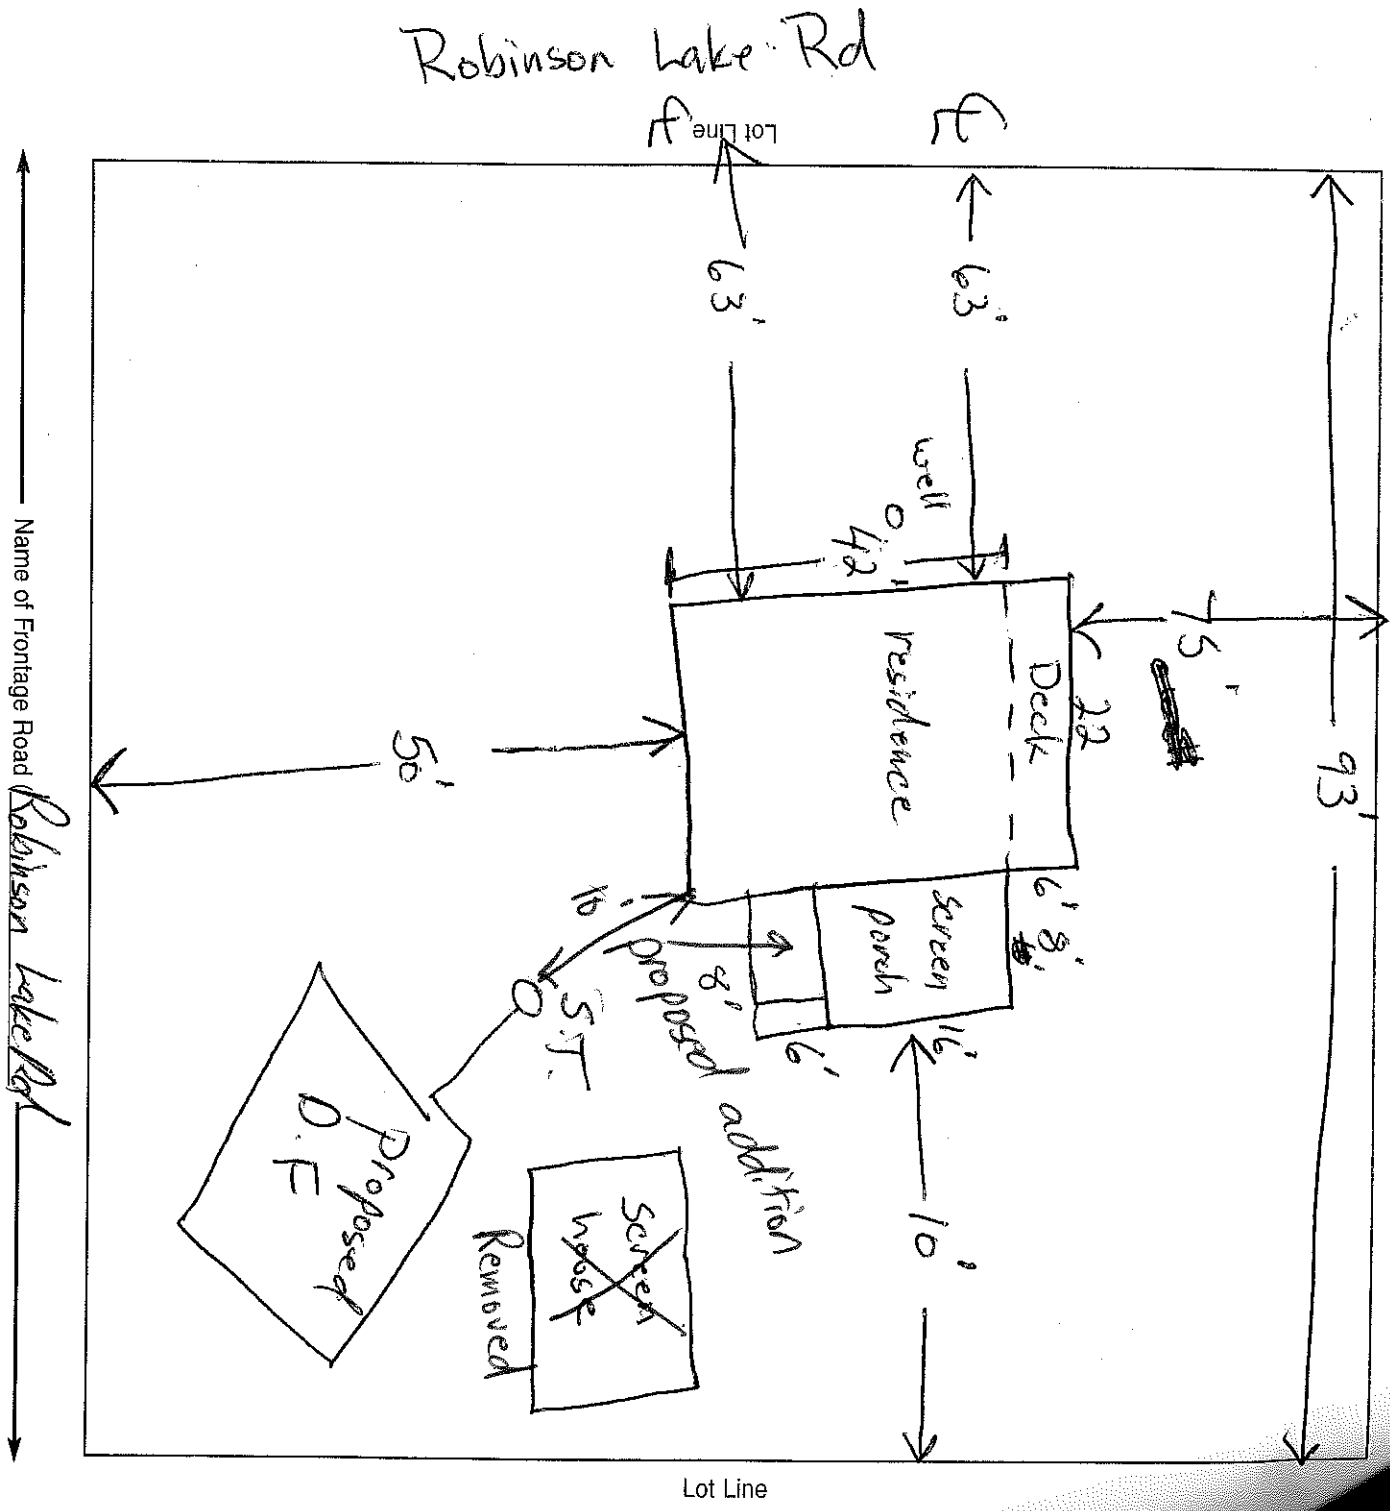 Robinson Lake Rd
Lot Line
63'
63'
well
42'
75'
93'
Deck
22
residence
50'
screen
porch
6' 8'
16'
8'
6'
10'
proposed addition
S.T.
Proposed
D.F
Screen
house
Removed
10'
Name of Frontage Road (Robinson Lake Rd
Lot Line